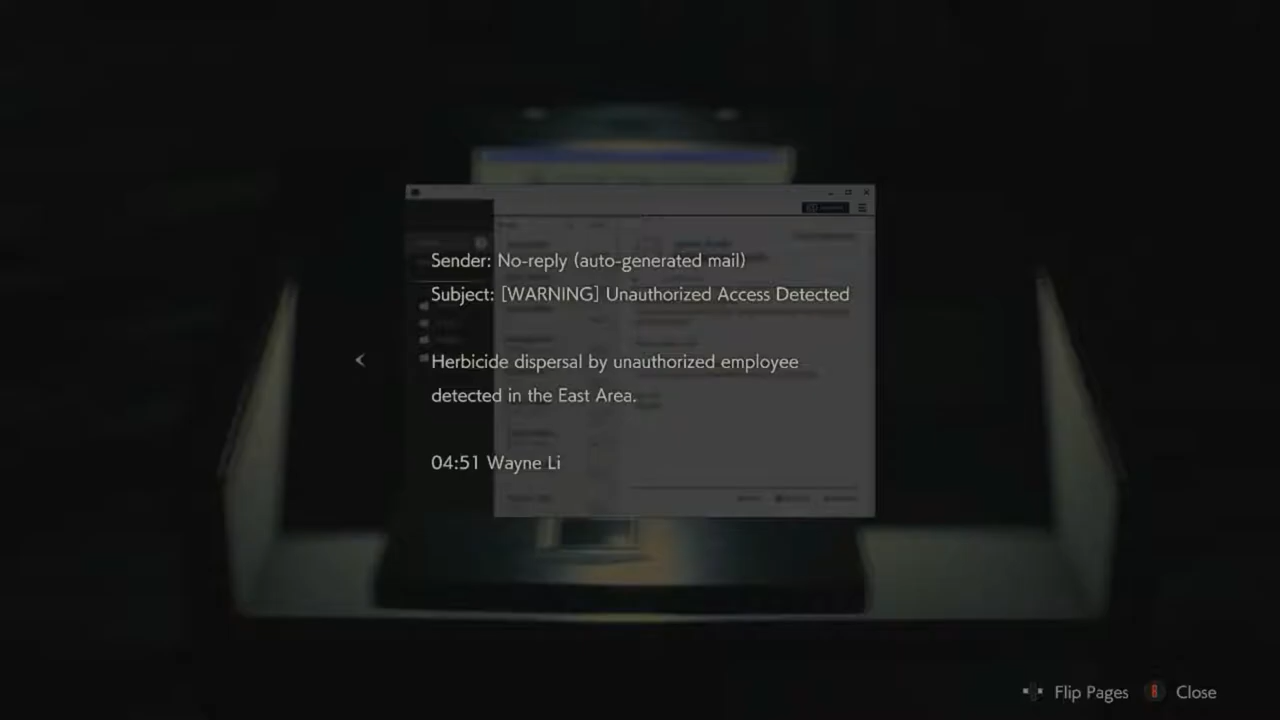 Sender: No-reply (auto-generated mail)
Subject: [WARNING] Unauthorized Access Detected
Herbicide dispersal by unauthorized employee
detected in the East Area.
04:51 Wayne Li
Flip Pages
Close